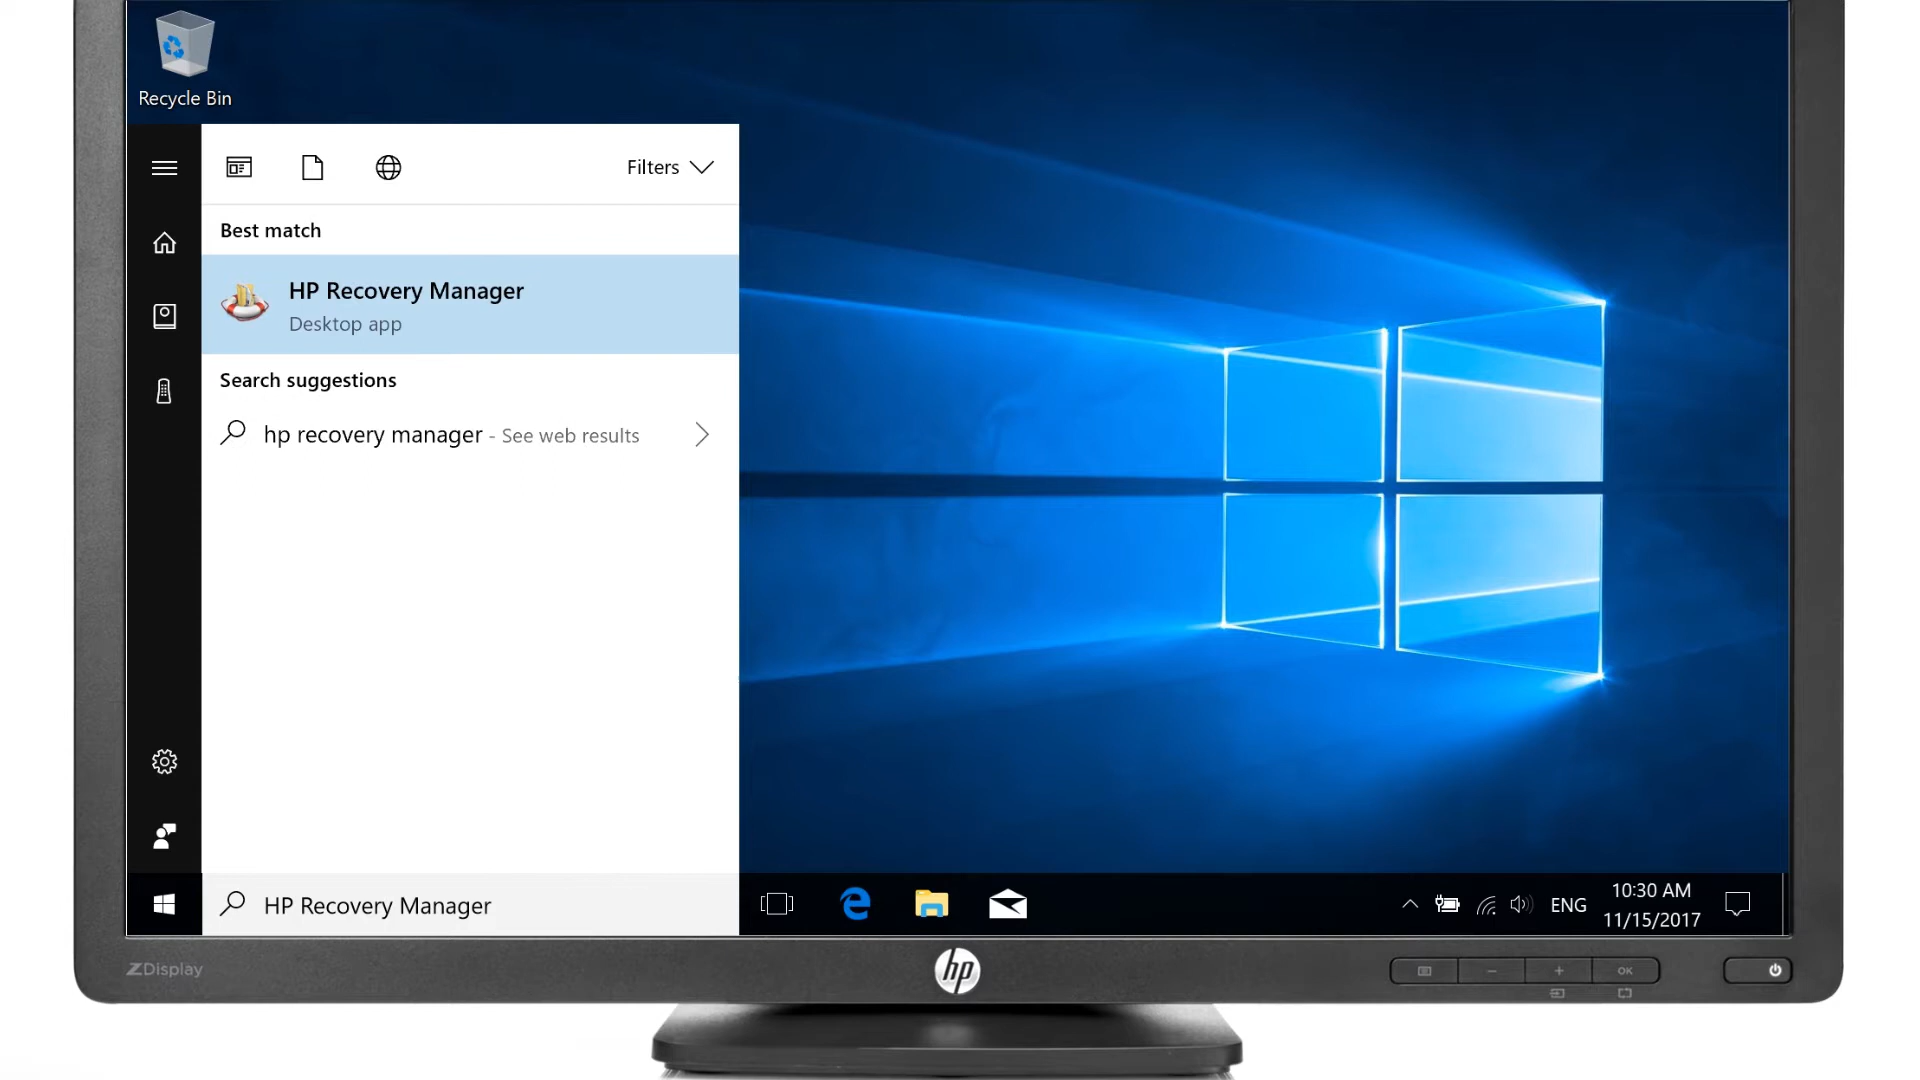 Recycle Bin
Filters
Best match
HP Recovery Manager
Desktop app
Search suggestions
hp recovery manager - See web results
HP Recovery Manager
ENG
10:30 AM
11/15/2017
ZDisplay
hp
OK